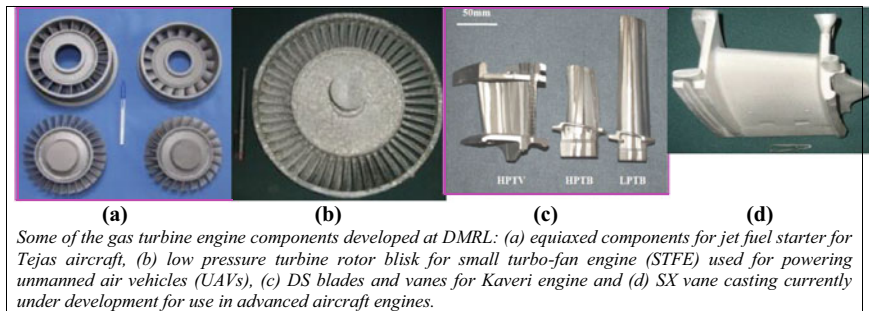 50mm
HPTV HPTB LPTB
(a) (b) (c) (d)
Some of the gas turbine engine components developed at DMRL: (a) equiaxed components for jet fuel starter for
Tejas aircraft, (b) low pressure turbine rotor blisk for small turbo-fan engine (STFE) used for powering
unmanned air vehicles (UAVs), (c) DS blades and vanes for Kaveri engine and (d) SX vane casting currently
under development for use in advanced aircraft engines.